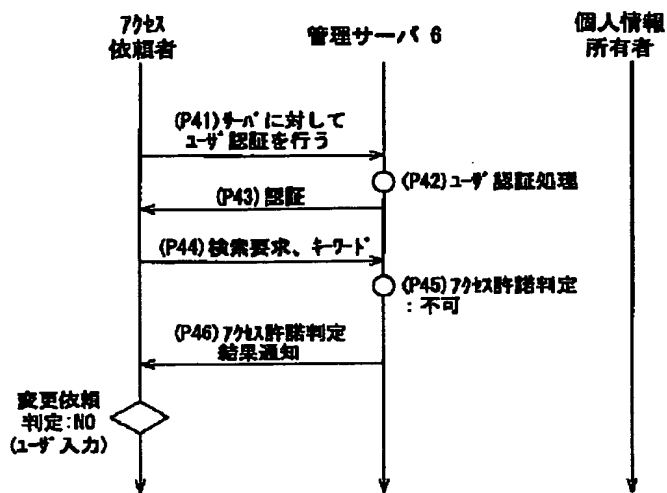 アクセス
依頼者
管理サーバ 6
個人情報
所有者
(P41)サーバに対して
ユーザ認証を行う
(P42)ユーザ認証処理
(P43)認証
(P44)検索要求、キーワード
(P45)アクセス許諾判定
:不可
(P46)アクセス許諾判定
結果通知
変更依頼
判定:NO
(ユーザ入力)